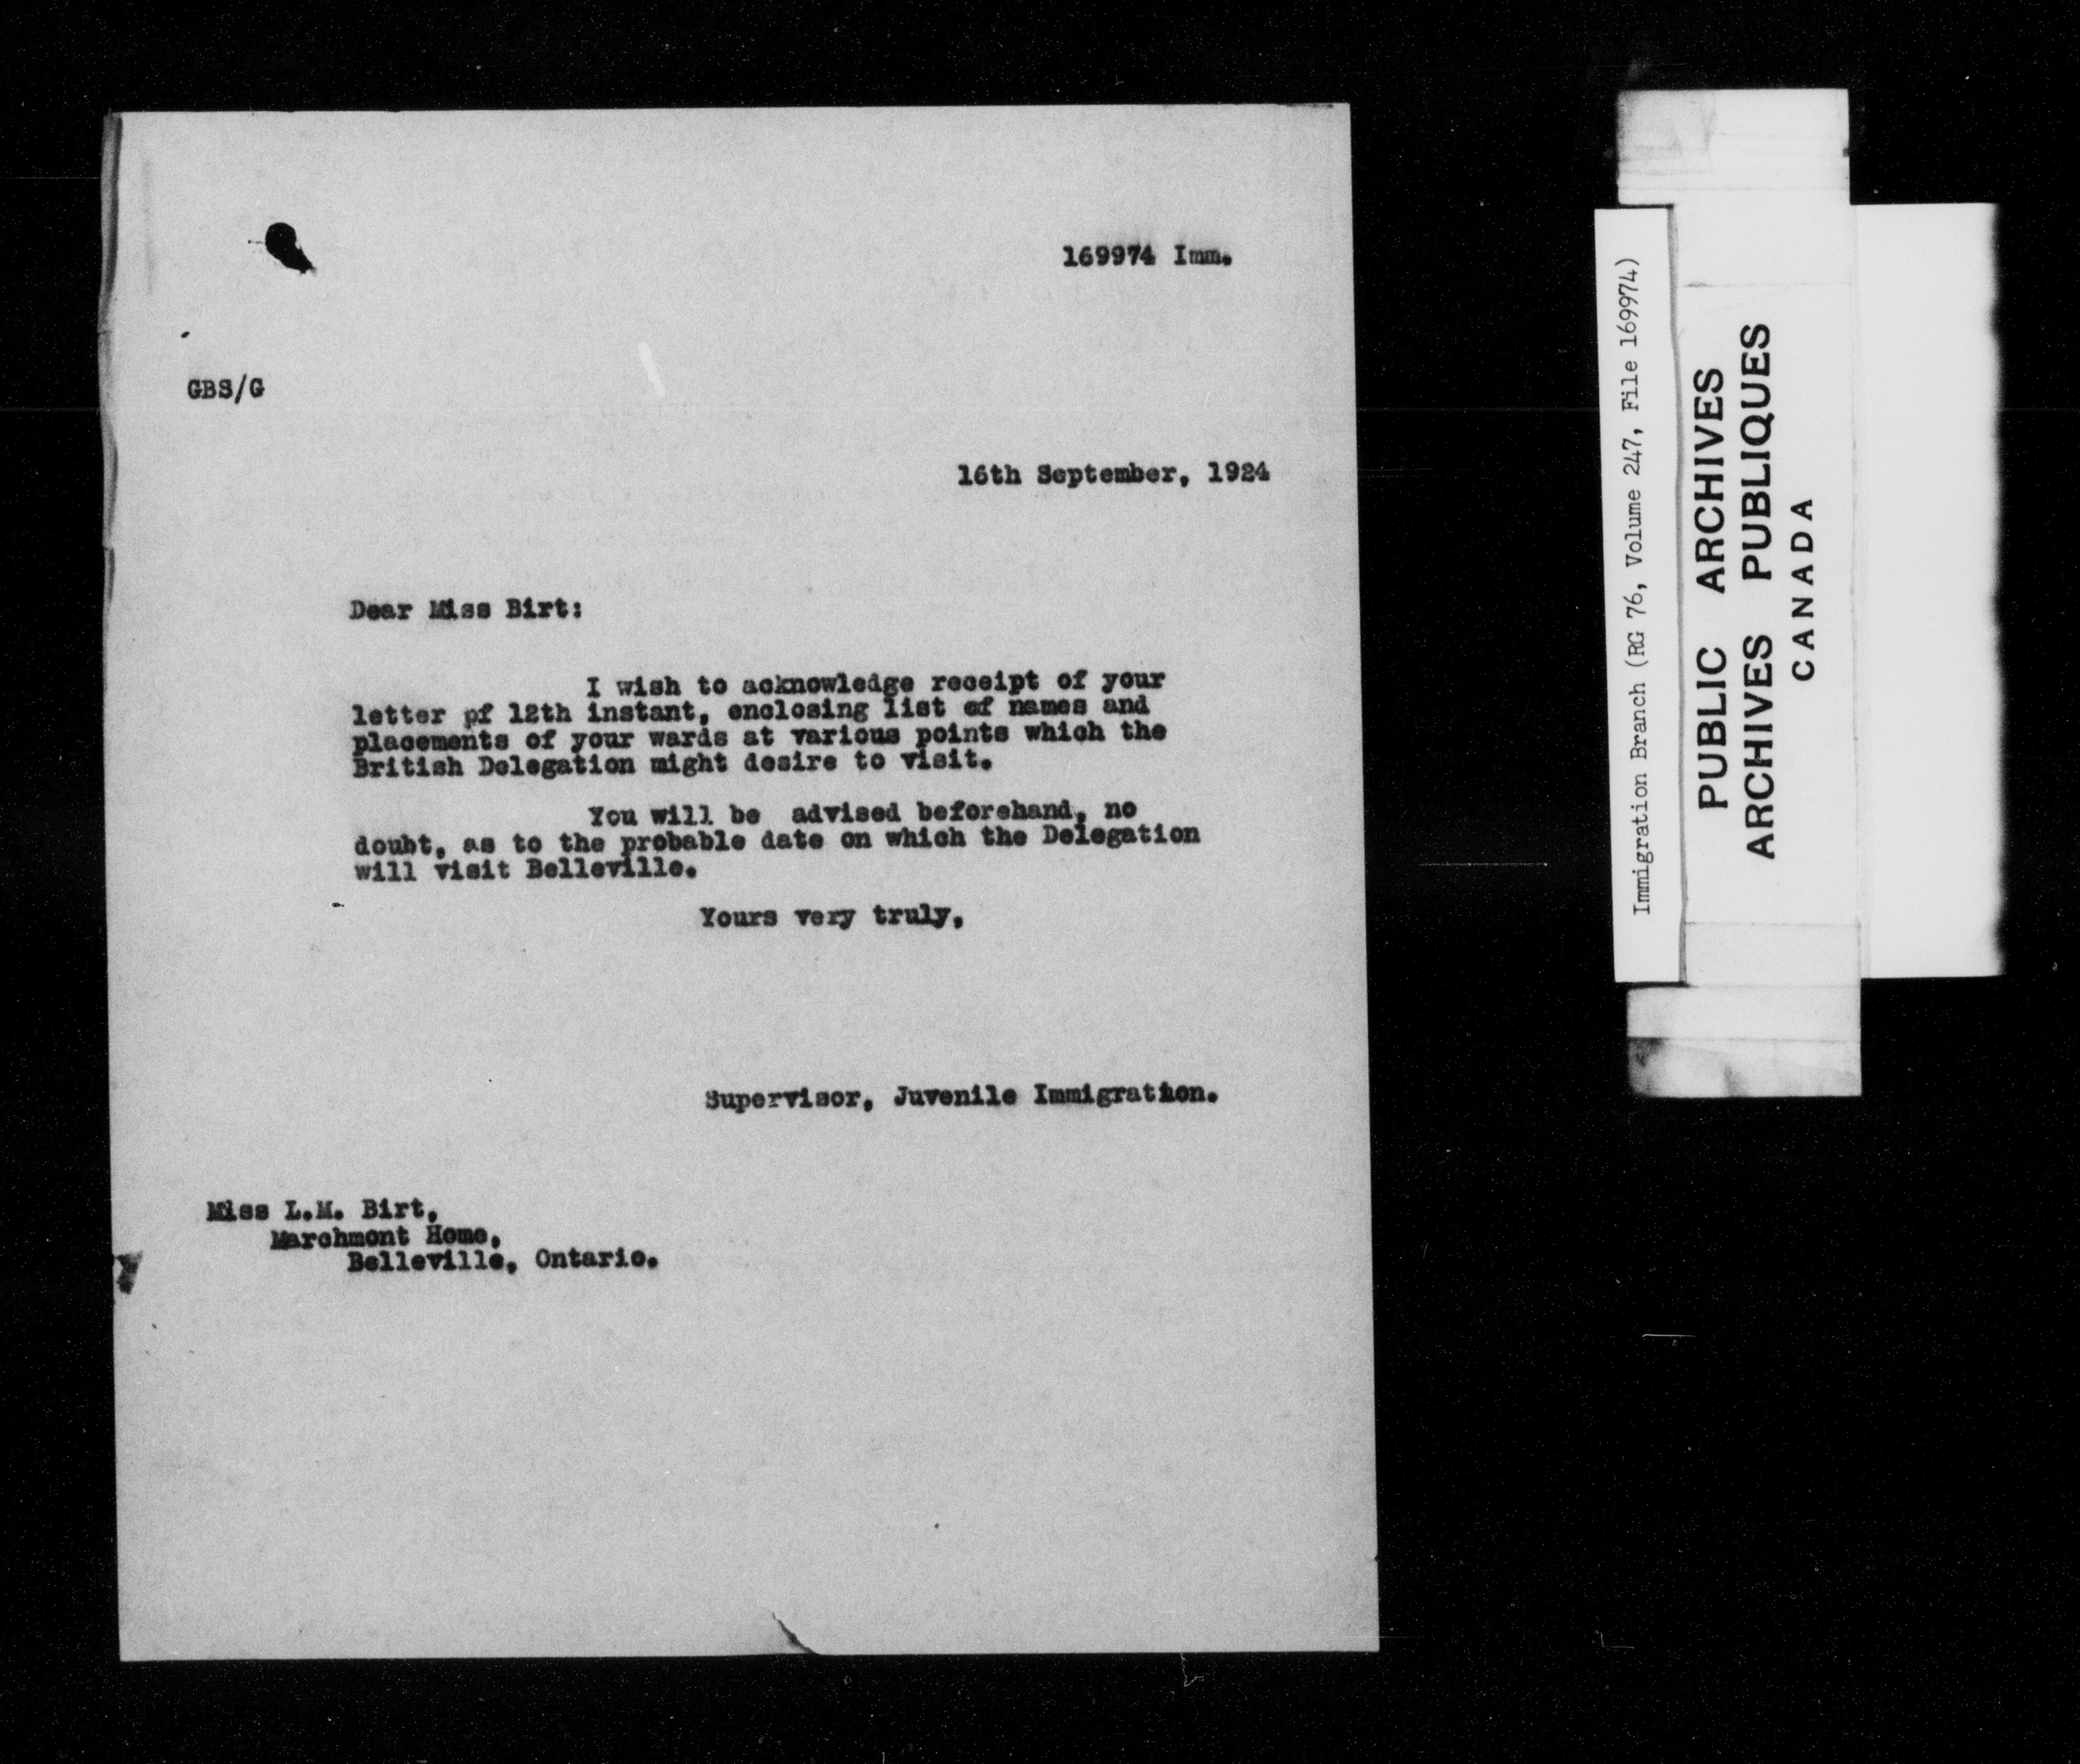 169974 Imm.
GBS/G
16th September, 1924
Dear Miss Birt:
I wish to acknowledge receipt of your
letter pf 12th instant, enclosing list of names and
placements of your wards at various points which the
British Delegation might desire to visit.
You will be advised beforehand, no
doubt, as to the probable date on which the Delegation
will visit Belleville.
Yours very truly,
Supervisor, Juvenile Immigration.
Miss L.M. Birt,
Marchmont Home,
Belleville, Ontario.
Immigration Branch (RG 76, Volume 247, File 169974)
PUBLIC ARCHIVES
ARCHIVES PUBLIQUES
CANADA